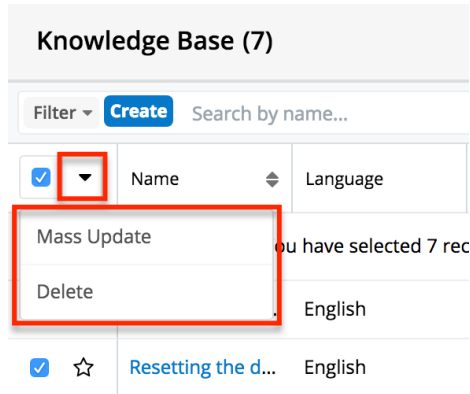 Knowledge Base (7)
Filter Create Search by name...
Name Language
Mass Update
you have selected 7 rec
Delete
English
Resetting the d... English